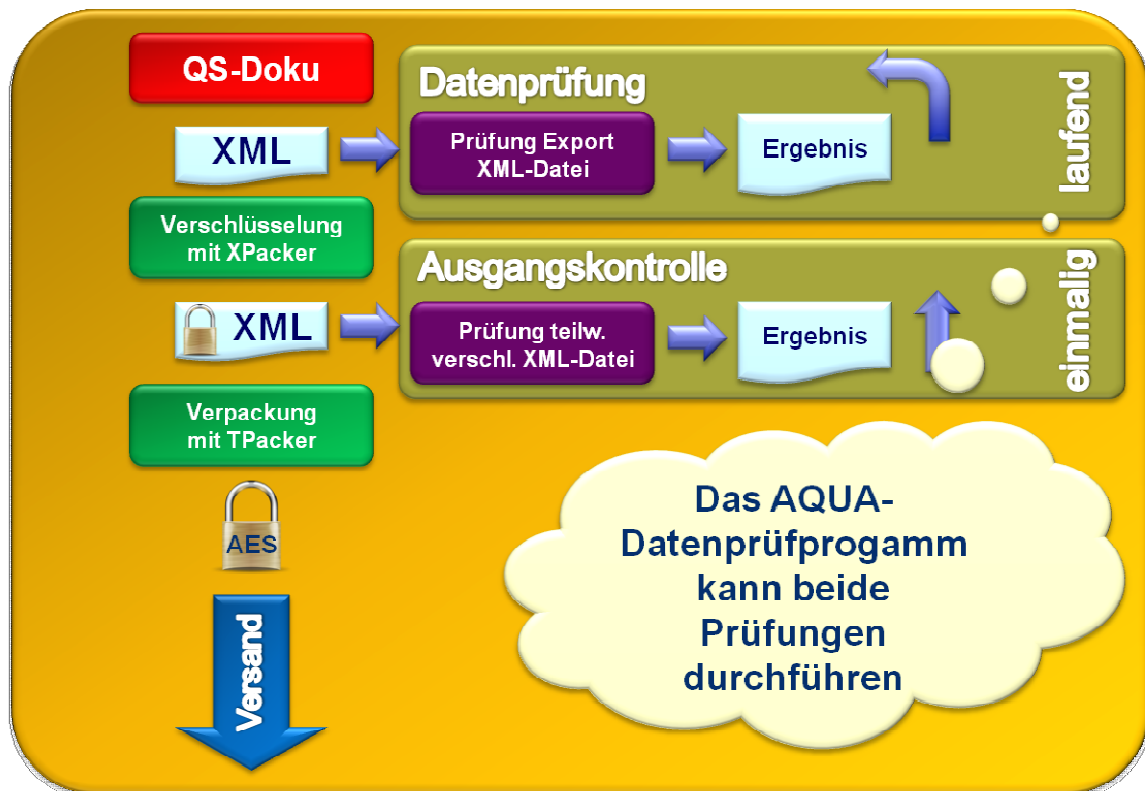 QS-Doku
XML
Verschlüsselung
mit XPacker
XML
Verpackung
mit TPacker
AES
Versand
Datenprüfung
Prüfung Export
XML-Datei
Ergebnis
laufend
Ausgangskontrolle
Prüfung teilw.
verschl. XML-Datei
Ergebnis
einmalig
Das AQUA-
Datenprüfprogamm
kann beide
Prüfungen
durchführen